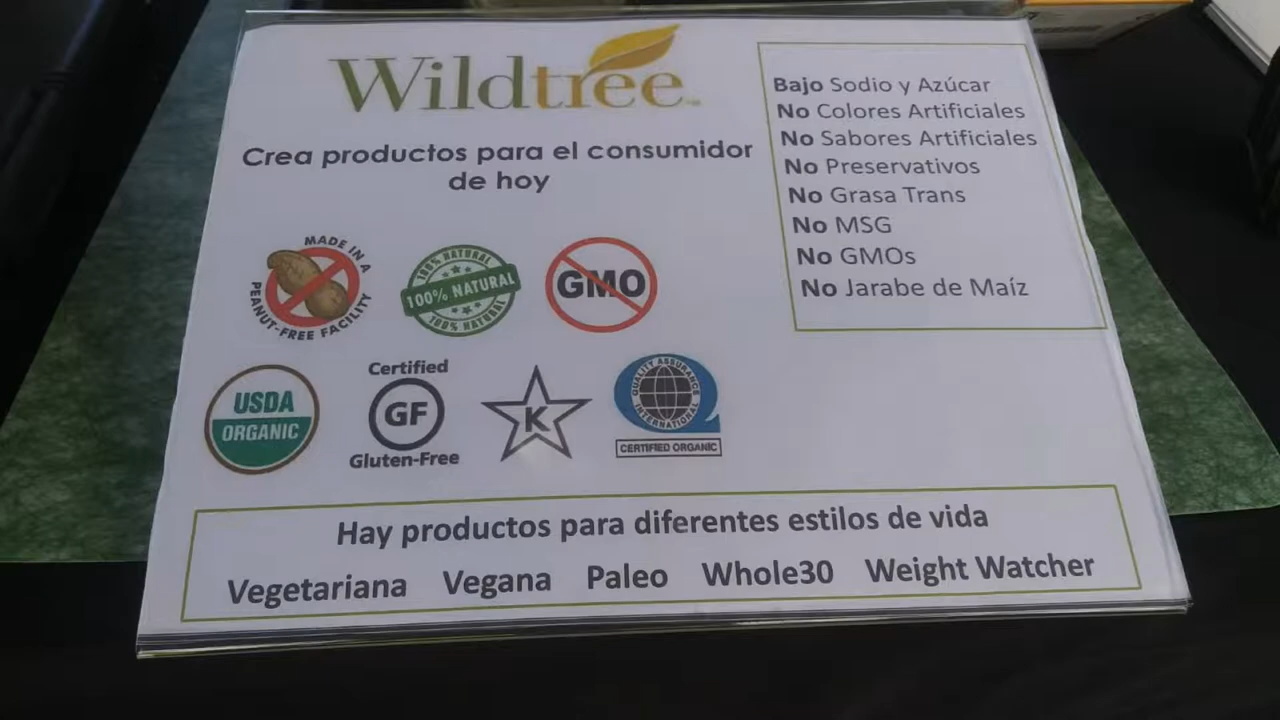 Wildtree
Crea productos para el consumidor
de hoy
Bajo Sodio y Azúcar
No Colores Artificiales
No Sabores Artificiales
No Preservativos
No Grasa Trans
No MSG
No GMOs
No Jarabe de Maíz
MADE IN A
PEANUT-FREE FACILITY
100% NATURAL
100% NATURAL
100% NATURAL
GMO
USDA
ORGANIC
Certified
GF
Gluten-Free
K
QUALITY ASSURANCE
INTERNATIONAL
CERTIFIED ORGANIC
Hay productos para diferentes estilos de vida
Vegetariana Vegana Paleo Whole30 Weight Watcher